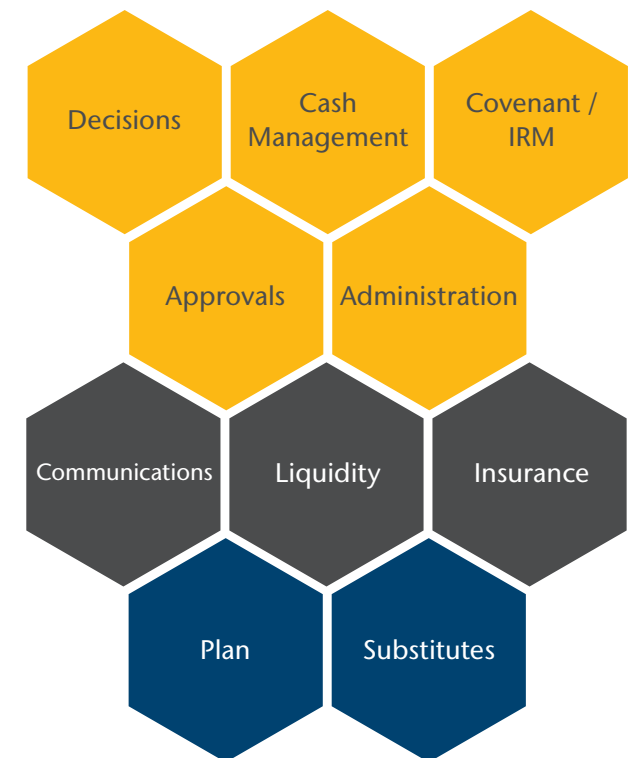 Decisions
Cash
Management
Covenant /
IRM
Approvals
Administration
Communications
Liquidity
Insurance
Plan
Substitutes